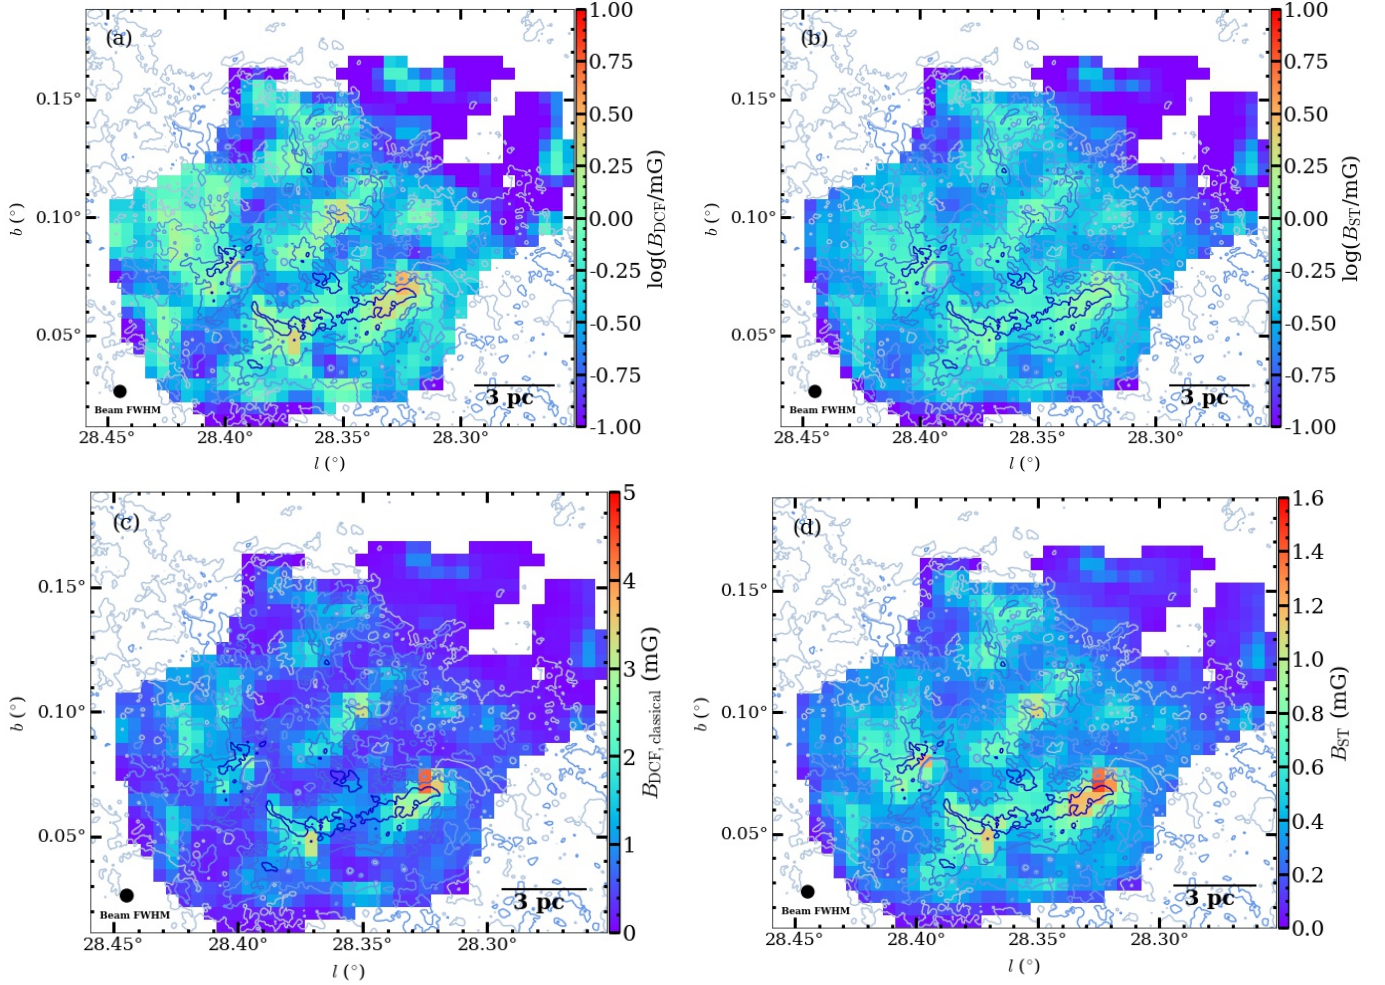 (a)
1.00
0.75
0.50
0.25
0.00
-0.25
-0.50
-0.75
-1.00
log(B_DCF/mG)
0.15°
0.10°
0.05°
b (°)
28.45°
28.40°
28.35°
28.30°
l (°)
Beam FWHM
3 pc
(b)
1.00
0.75
0.50
0.25
0.00
-0.25
-0.50
-0.75
-1.00
log(B_ST/mG)
0.15°
0.10°
0.05°
b (°)
28.45°
28.40°
28.35°
28.30°
l (°)
Beam FWHM
3 pc
(c)
5
4
3
2
1
0
B_DCF, classical (mG)
0.15°
0.10°
0.05°
b (°)
28.45°
28.40°
28.35°
28.30°
l (°)
Beam FWHM
3 pc
(d)
1.6
1.4
1.2
1.0
0.8
0.6
0.4
0.2
0.0
B_ST (mG)
0.15°
0.10°
0.05°
b (°)
28.45°
28.40°
28.35°
28.30°
l (°)
Beam FWHM
3 pc